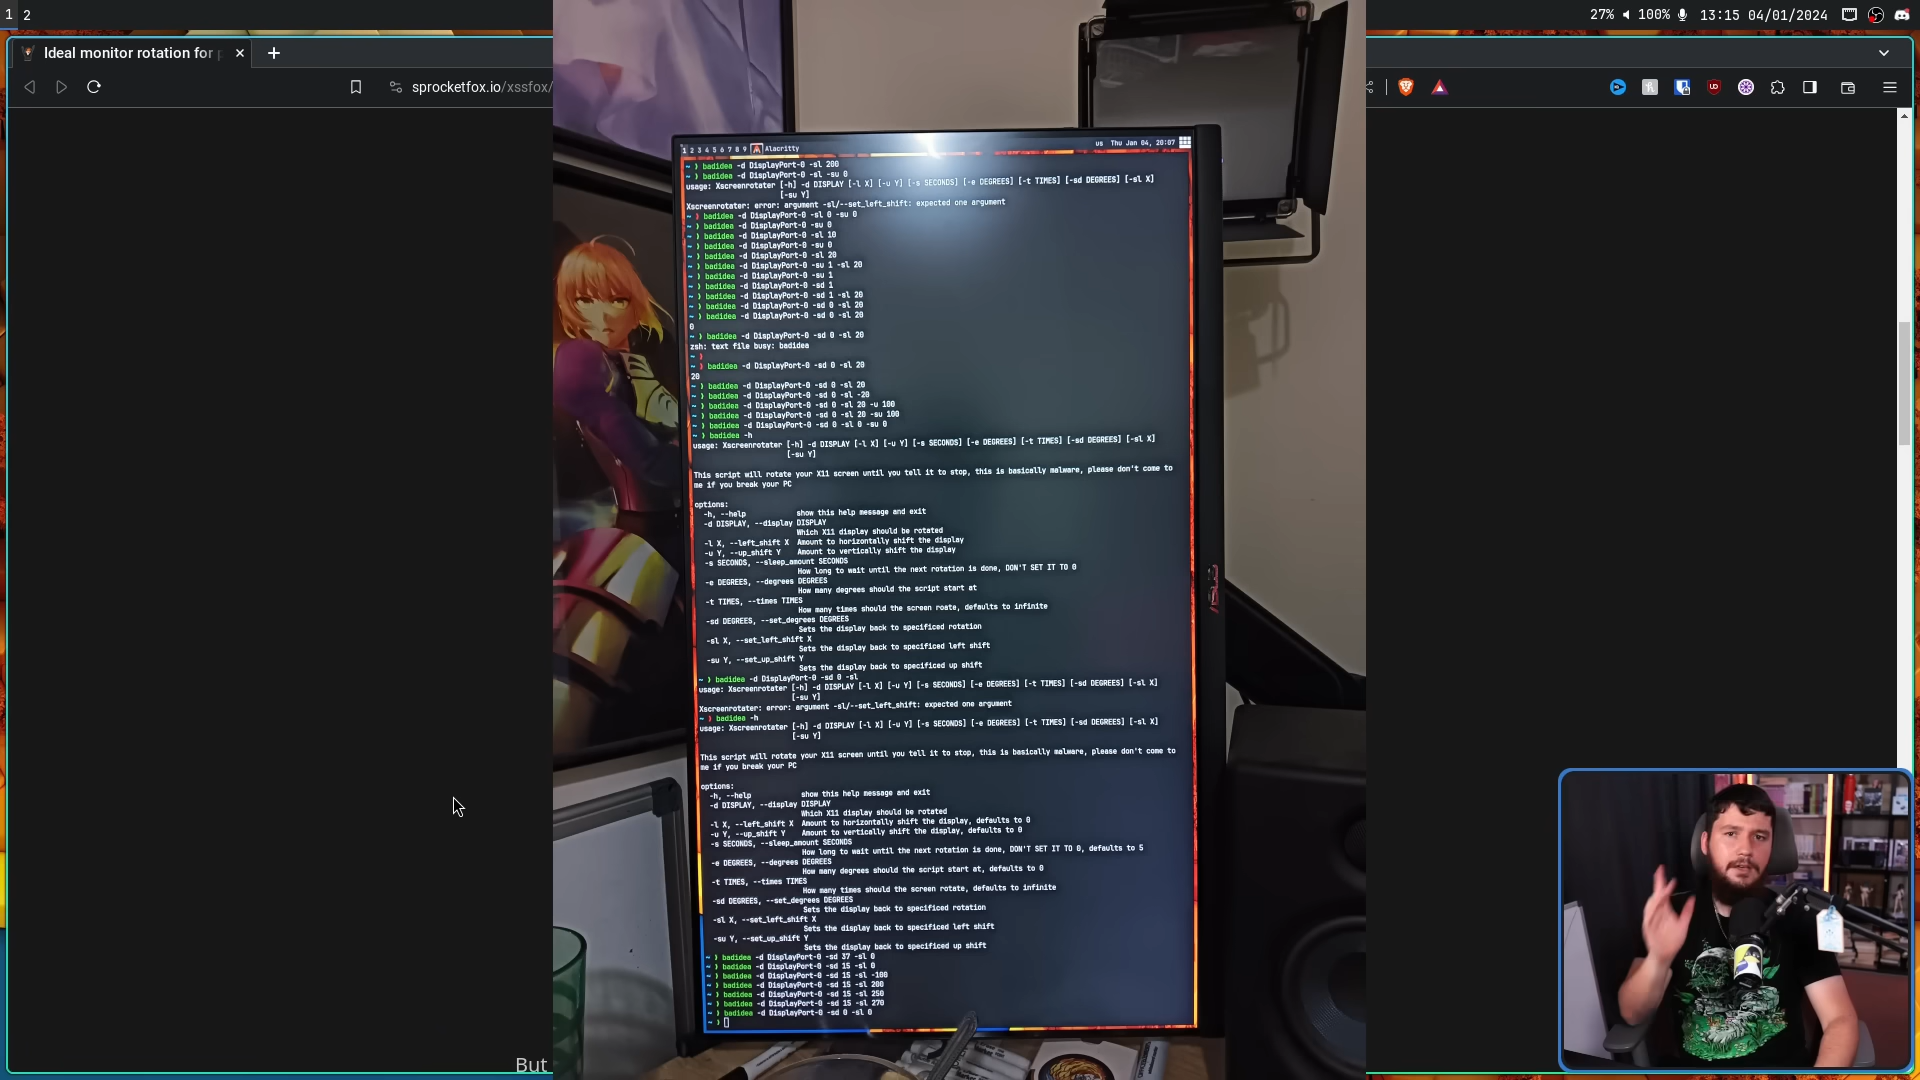 1 2
27% 100% 13:15 04/01/2024
Ideal monitor rotation for
sprocketfox.io/xssfox/
1 2 3 4 5 6 7 8 9 Alacritty us Thu Jan 04, 20:07
~ ) badidea -d DisplayPort-0 -sl 200
~ ) badidea -d DisplayPort-0 -sl -su 0
usage: Xscreenrotater [-h] -d DISPLAY [-l X] [-u Y] [-s SECONDS] [-e DEGREES] [-t TIMES] [-sd DEGREES] [-sl X]
[-su Y]
Xscreenrotater: error: argument -sl/--set_left_shift: expected one argument
~ ) badidea -d DisplayPort-0 -sl 0 -su 0
~ ) badidea -d DisplayPort-0 -su 0
~ ) badidea -d DisplayPort-0 -sl 10
~ ) badidea -d DisplayPort-0 -su 0
~ ) badidea -d DisplayPort-0 -sl 20
~ ) badidea -d DisplayPort-0 -su 1 -sl 20
~ ) badidea -d DisplayPort-0 -su 1
~ ) badidea -d DisplayPort-0 -sd 1
~ ) badidea -d DisplayPort-0 -sd 1 -sl 20
~ ) badidea -d DisplayPort-0 -sd 0 -sl 20
~ ) badidea -d DisplayPort-0 -sd 0 -sl 20
0
~ ) badidea -d DisplayPort-0 -sd 0 -sl 20
zsh: text file busy: badidea
~ )
~ ) badidea -d DisplayPort-0 -sd 0 -sl 20
20
~ ) badidea -d DisplayPort-0 -sd 0 -sl 20
~ ) badidea -d DisplayPort-0 -sd 0 -sl -20
~ ) badidea -d DisplayPort-0 -sd 0 -sl 20 -u 100
~ ) badidea -d DisplayPort-0 -sd 0 -sl 20 -su 100
~ ) badidea -d DisplayPort-0 -sd 0 -sl 0 -su 0
~ ) badidea -h
usage: Xscreenrotater [-h] -d DISPLAY [-l X] [-u Y] [-s SECONDS] [-e DEGREES] [-t TIMES] [-sd DEGREES] [-sl X]
[-su Y]
This script will rotate your X11 screen until you tell it to stop, this is basically malware, please don't come to
me if you break your PC
options:
-h, --help show this help message and exit
-d DISPLAY, --display DISPLAY
Which X11 display should be rotated
-l X, --left_shift X Amount to horizontally shift the display
-u Y, --up_shift Y Amount to vertically shift the display
-s SECONDS, --sleep_amount SECONDS
How long to wait until the next rotation is done, DON'T SET IT TO 0
-e DEGREES, --degrees DEGREES
How many degrees should the script start at
-t TIMES, --times TIMES
How many times should the screen roate, defaults to infinite
-sd DEGREES, --set_degrees DEGREES
Sets the display back to specificed rotation
-sl X, --set_left_shift X
Sets the display back to specificed left shift
-su Y, --set_up_shift Y
Sets the display back to specificed up shift
~ ) badidea -d DisplayPort-0 -sd 0 -sl
usage: Xscreenrotater [-h] -d DISPLAY [-l X] [-u Y] [-s SECONDS] [-e DEGREES] [-t TIMES] [-sd DEGREES] [-sl X]
[-su Y]
Xscreenrotater: error: argument -sl/--set_left_shift: expected one argument
~ ) badidea -h
usage: Xscreenrotater [-h] -d DISPLAY [-l X] [-u Y] [-s SECONDS] [-e DEGREES] [-t TIMES] [-sd DEGREES] [-sl X]
[-su Y]
This script will rotate your X11 screen until you tell it to stop, this is basically malware, please don't come to
me if you break your PC
options:
-h, --help show this help message and exit
-d DISPLAY, --display DISPLAY
Which X11 display should be rotated
-l X, --left_shift X Amount to horizontally shift the display, defaults to 0
-u Y, --up_shift Y Amount to vertically shift the display, defaults to 0
-s SECONDS, --sleep_amount SECONDS
How long to wait until the next rotation is done, DON'T SET IT TO 0, defaults to 5
-e DEGREES, --degrees DEGREES
How many degrees should the script start at, defaults to 0
-t TIMES, --times TIMES
How many times should the screen rotate, defaults to infinite
-sd DEGREES, --set_degrees DEGREES
Sets the display back to specificed rotation
-sl X, --set_left_shift X
Sets the display back to specificed left shift
-su Y, --set_up_shift Y
Sets the display back to specificed up shift
~ ) badidea -d DisplayPort-0 -sd 37 -sl 0
~ ) badidea -d DisplayPort-0 -sd 15 -sl 0
~ ) badidea -d DisplayPort-0 -sd 15 -sl -100
~ ) badidea -d DisplayPort-0 -sd 15 -sl 200
~ ) badidea -d DisplayPort-0 -sd 15 -sl 250
~ ) badidea -d DisplayPort-0 -sd 15 -sl 270
~ ) badidea -d DisplayPort-0 -sd 0 -sl 0
~ )
But